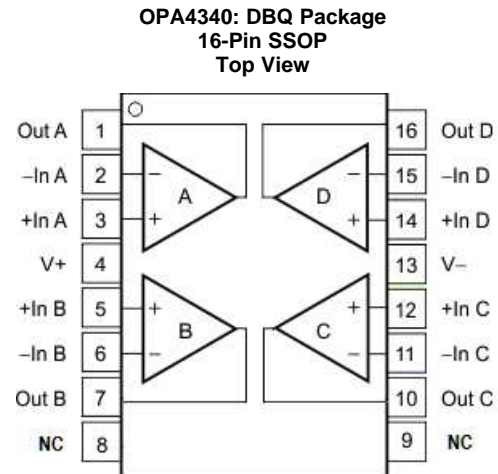 OPA4340: DBQ Package
16-Pin SSOP
Top View
Out A 1 16 Out D
–In A 2 – – 15 –In D
A D
+In A 3 + + 14 +In D
V+ 4 13 V–
+In B 5 + + 12 +In C
B C
–In B 6 – – 11 –In C
Out B 7 10 Out C
NC 8 9 NC